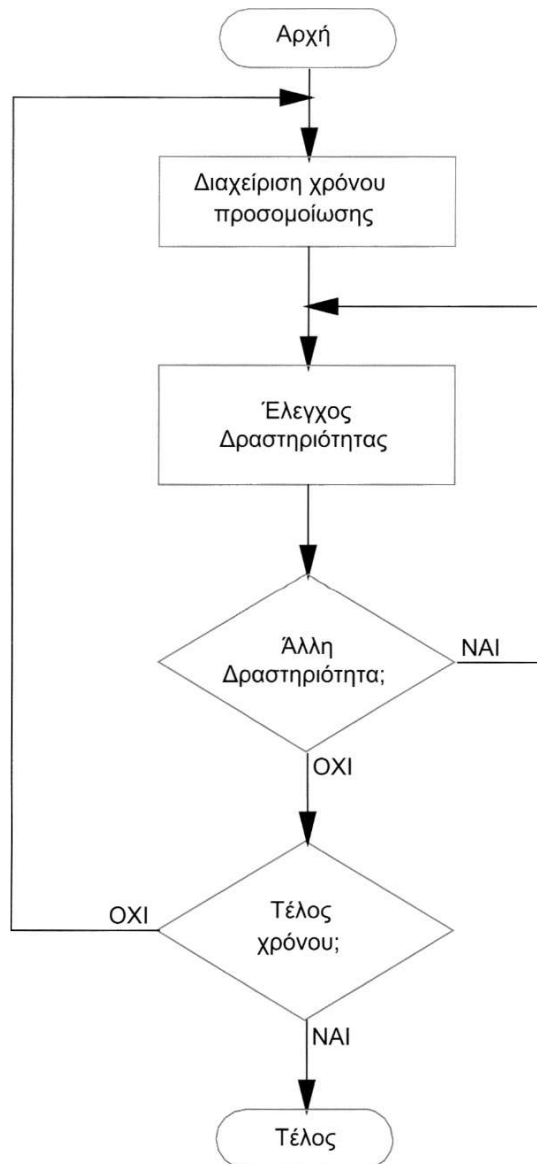 Αρχή
Διαχείριση χρόνου
προσομοίωσης
Έλεγχος
Δραστηριότητας
Άλλη
Δραστηριότητα;
ΝΑΙ
ΟΧΙ
Τέλος
χρόνου;
ΟΧΙ
ΝΑΙ
Τέλος